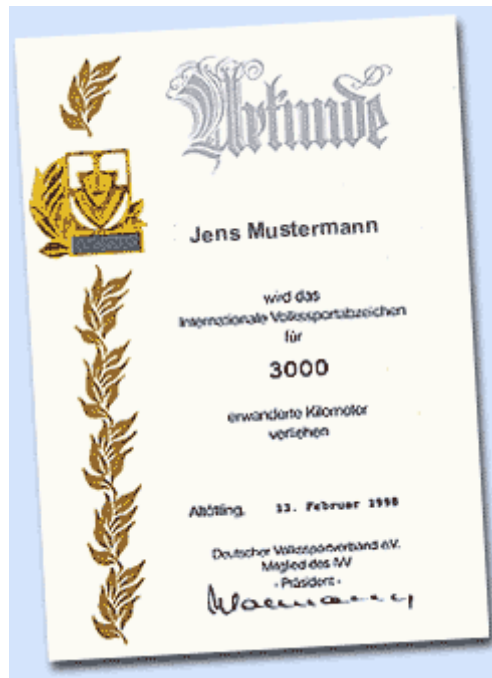 Urkunde
Jens Mustermann
wird das
Internationale Volkssportabzeichen
für
3000
erwanderte Kilometer
verliehen
Altötting, 13. Februar 1998
Deutscher Volkssportverband e.V.
Mitglied des IVV
- Präsident -